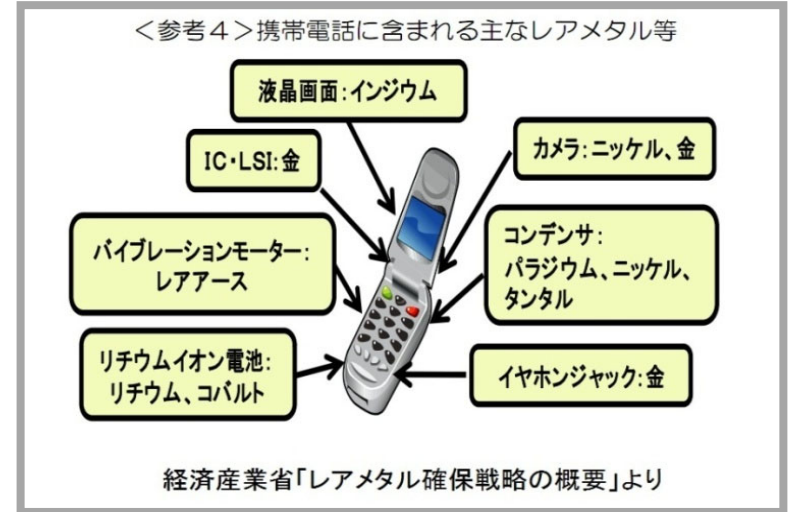 ＜参考４＞携帯電話に含まれる主なレアメタル等
液晶画面：インジウム
IC・LSI：金
カメラ：ニッケル、金
バイブレーションモーター：
レアアース
コンデンサ：
パラジウム、ニッケル、
タンタル
リチウムイオン電池：
リチウム、コバルト
イヤホンジャック：金
経済産業省「レアメタル確保戦略の概要」より